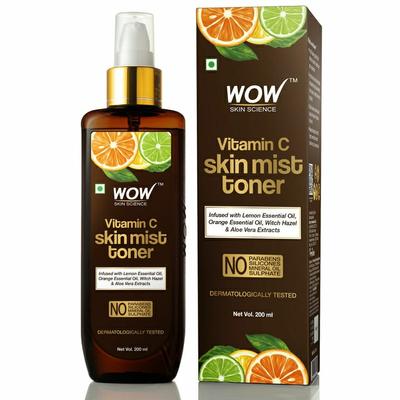 WOW™
SKIN SCIENCE
Vitamin C
skin mist
toner
Infused with Lemon Essential Oil,
Orange Essential Oil, Witch Hazel
& Aloe Vera Extracts
NO PARABENS
SILICONES
MINERAL OIL
SULPHATE
DERMATOLOGICALLY TESTED
Net Vol. 200 ml
WOW™
SKIN SCIENCE
Vitamin C
skin mist
toner
Infused with Lemon Essential Oil,
Orange Essential Oil, Witch Hazel
& Aloe Vera Extracts
NO PARABENS
SILICONES
MINERAL OIL
SULPHATE
DERMATOLOGICALLY TESTED
Net Vol. 200 ml